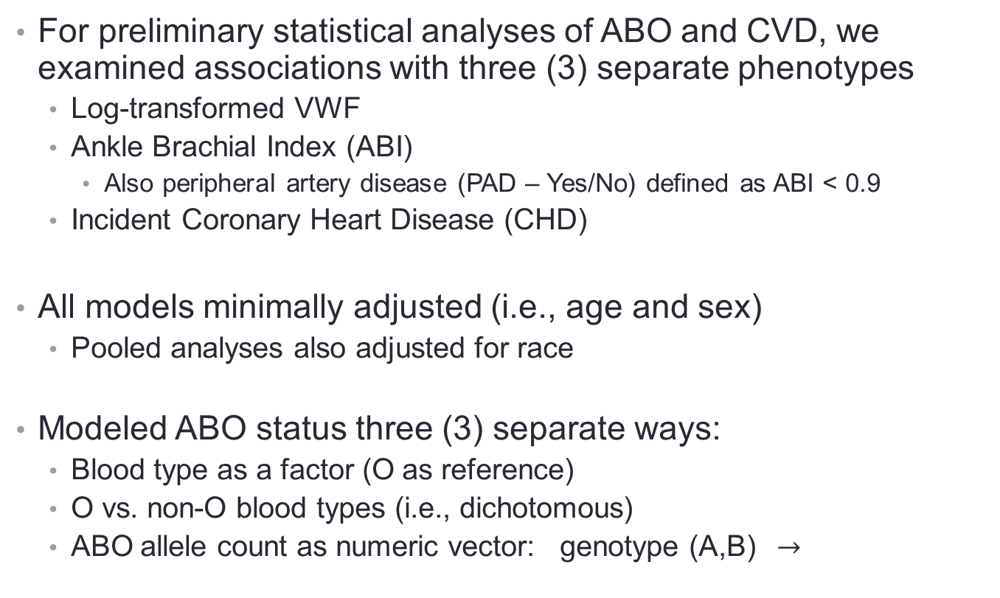 • For preliminary statistical analyses of ABO and CVD, we
examined associations with three (3) separate phenotypes
• Log-transformed VWF
• Ankle Brachial Index (ABI)
• Also peripheral artery disease (PAD – Yes/No) defined as ABI < 0.9
• Incident Coronary Heart Disease (CHD)
• All models minimally adjusted (i.e., age and sex)
• Pooled analyses also adjusted for race
• Modeled ABO status three (3) separate ways:
• Blood type as a factor (O as reference)
• O vs. non-O blood types (i.e., dichotomous)
• ABO allele count as numeric vector: genotype (A,B) →